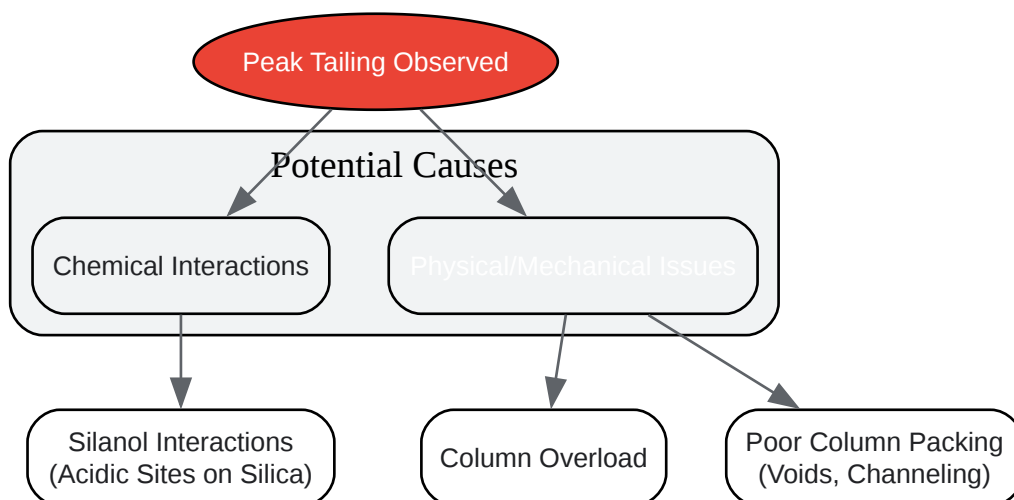 Peak Tailing Observed
Potential Causes
Chemical Interactions
Physical/Mechanical Issues
Silanol Interactions
(Acidic Sites on Silica)
Column Overload
Poor Column Packing
(Voids, Channeling)